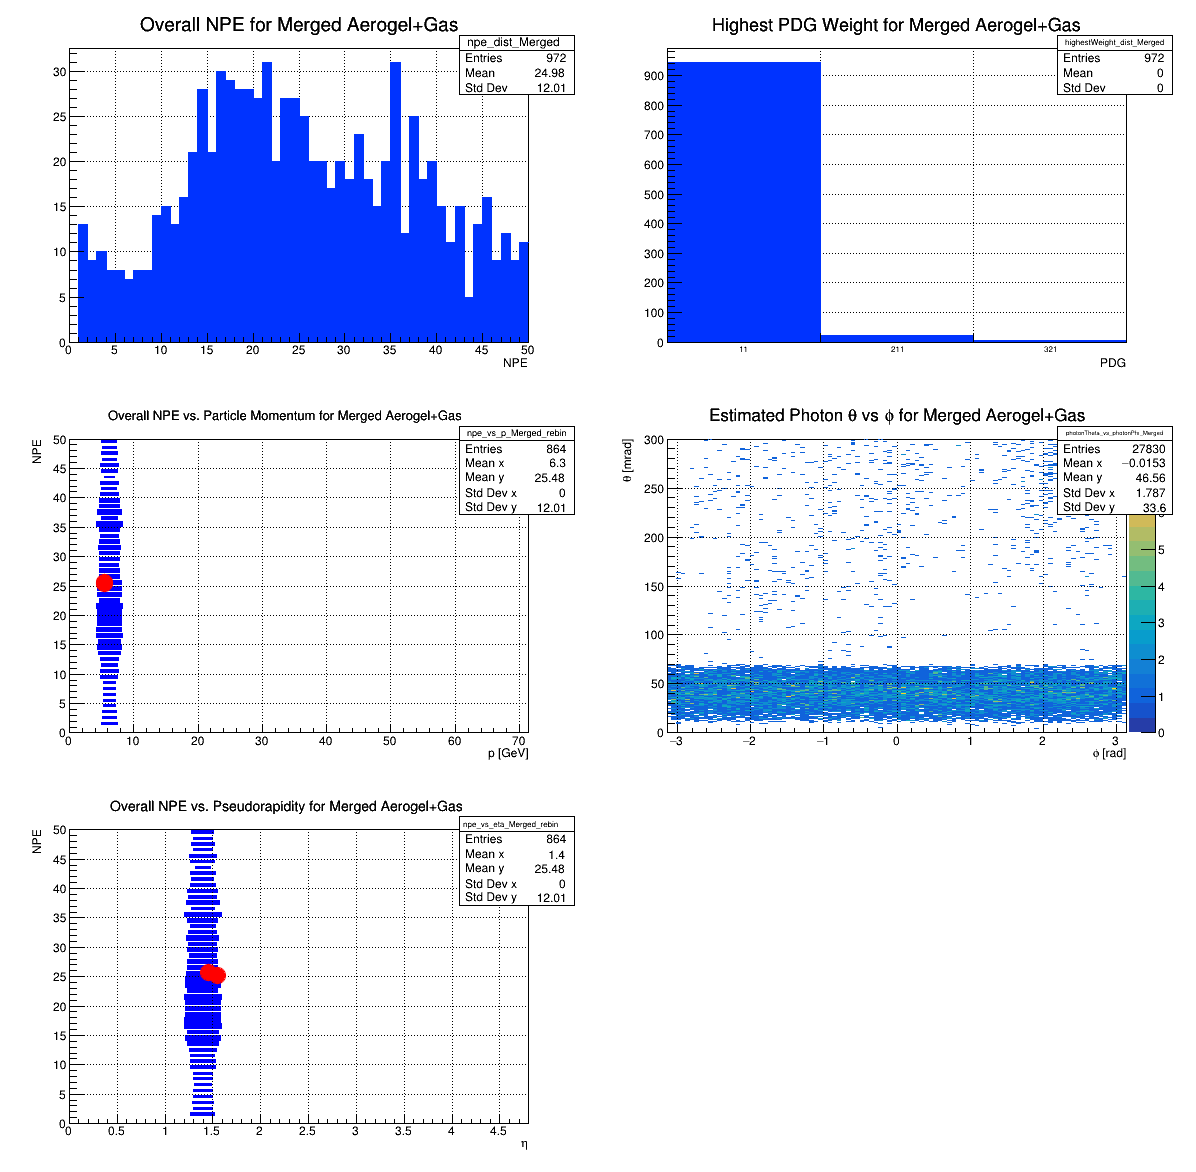 Overall NPE for Merged Aerogel+Gas
npe_dist_Merged
Entries 972
Mean 24.98
Std Dev 12.01
30
25
20
15
10
5
0
0 5 10 15 20 25 30 35 40 45 50
NPE
Highest PDG Weight for Merged Aerogel+Gas
highestWeight_dist_Merged
Entries 972
Mean 0
Std Dev 0
900
800
700
600
500
400
300
200
100
0
11 211 321
PDG
Overall NPE vs. Particle Momentum for Merged Aerogel+Gas
npe_vs_p_Merged_rebin
Entries 864
Mean x 6.3
Mean y 25.48
Std Dev x 0
Std Dev y 12.01
NPE
50
45
40
35
30
25
20
15
10
5
0
0 10 20 30 40 50 60 70
p [GeV]
Estimated Photon θ vs ϕ for Merged Aerogel+Gas
photonTheta_vs_photonPhi_Merged
Entries 27830
Mean x −0.0153
Mean y 46.56
Std Dev x 1.787
Std Dev y 33.6
θ [mrad]
300
250
200
150
100
50
0
−3 −2 −1 0 1 2 3
ϕ [rad]
5
4
3
2
1
0
Overall NPE vs. Pseudorapidity for Merged Aerogel+Gas
npe_vs_eta_Merged_rebin
Entries 864
Mean x 1.4
Mean y 25.48
Std Dev x 0
Std Dev y 12.01
NPE
50
45
40
35
30
25
20
15
10
5
0
0 0.5 1 1.5 2 2.5 3 3.5 4 4.5
η